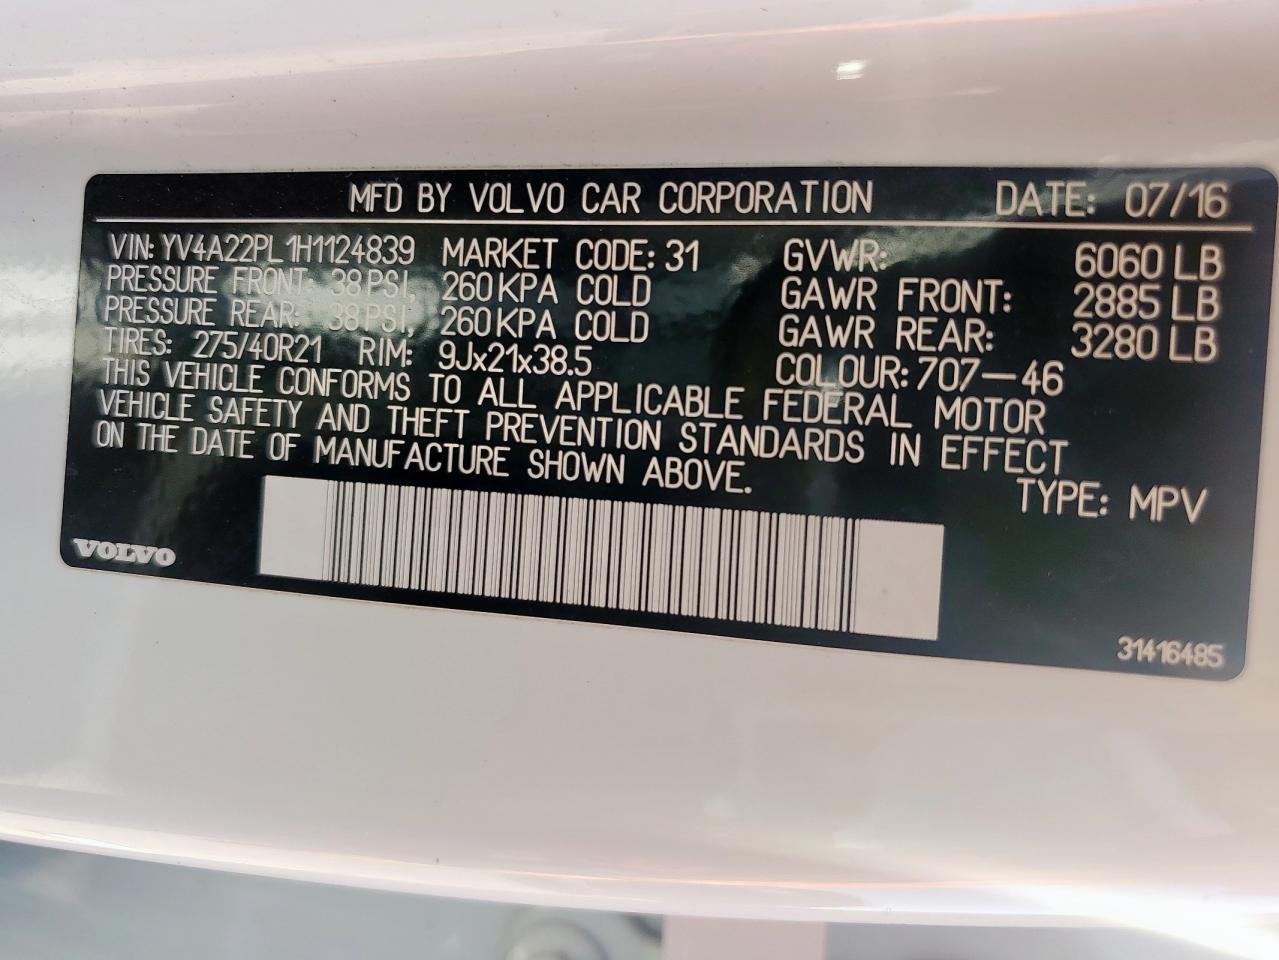 MFD BY VOLVO CAR CORPORATION DATE: 07/16
VIN: YV4A22PL1H1124839 MARKET CODE: 31 GVWR: 6060 LB
PRESSURE FRONT: 38 PSI, 260 KPA COLD GAWR FRONT: 2885 LB
PRESSURE REAR: 38 PSI, 260 KPA COLD GAWR REAR: 3280 LB
TIRES: 275/40R21 RIM: 9Jx21x38.5 COLOUR: 707-46
THIS VEHICLE CONFORMS TO ALL APPLICABLE FEDERAL MOTOR
VEHICLE SAFETY AND THEFT PREVENTION STANDARDS IN EFFECT
ON THE DATE OF MANUFACTURE SHOWN ABOVE.
TYPE: MPV
VOLVO
31416485